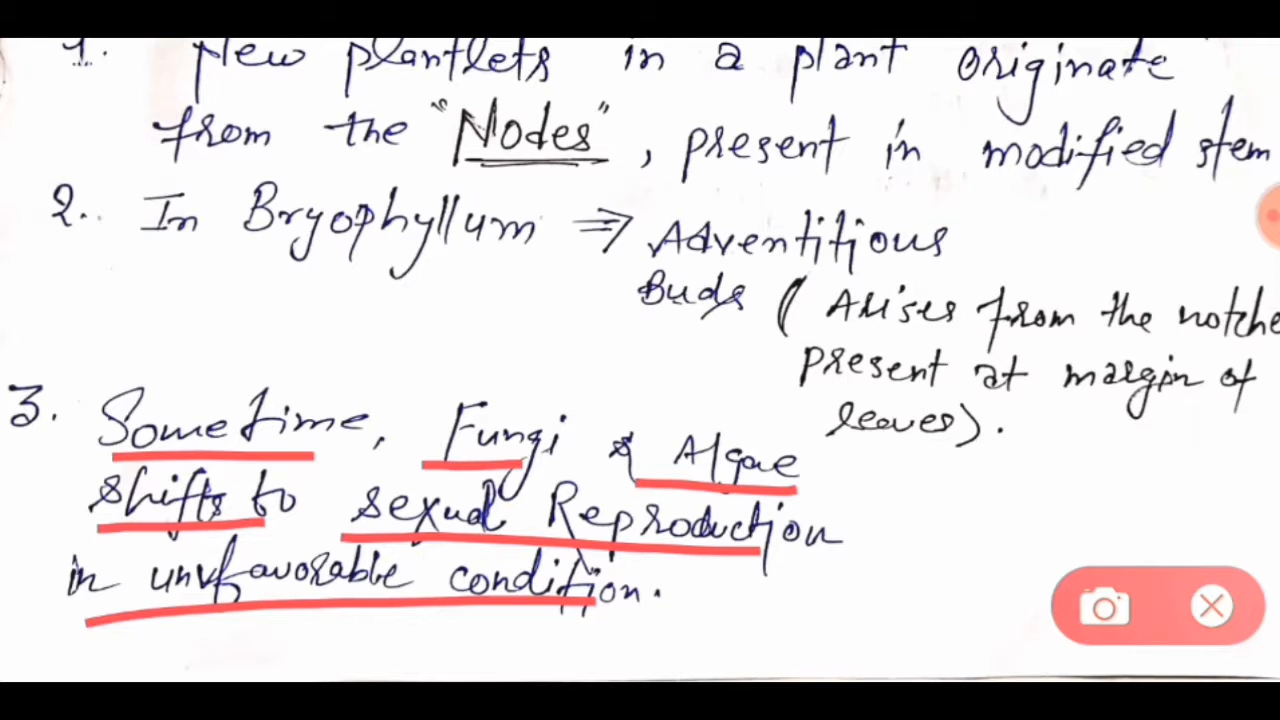 1. New plantlets in a plant originate
from the "Nodes", present in modified stem
2. In Bryophyllum ⇒ Adventitious
Buds ( Arises from the notche
present at margin of
leaves).
3. Sometime, Fungi & Algae
shifts to sexual Reproduction
in unvfavorable condition.